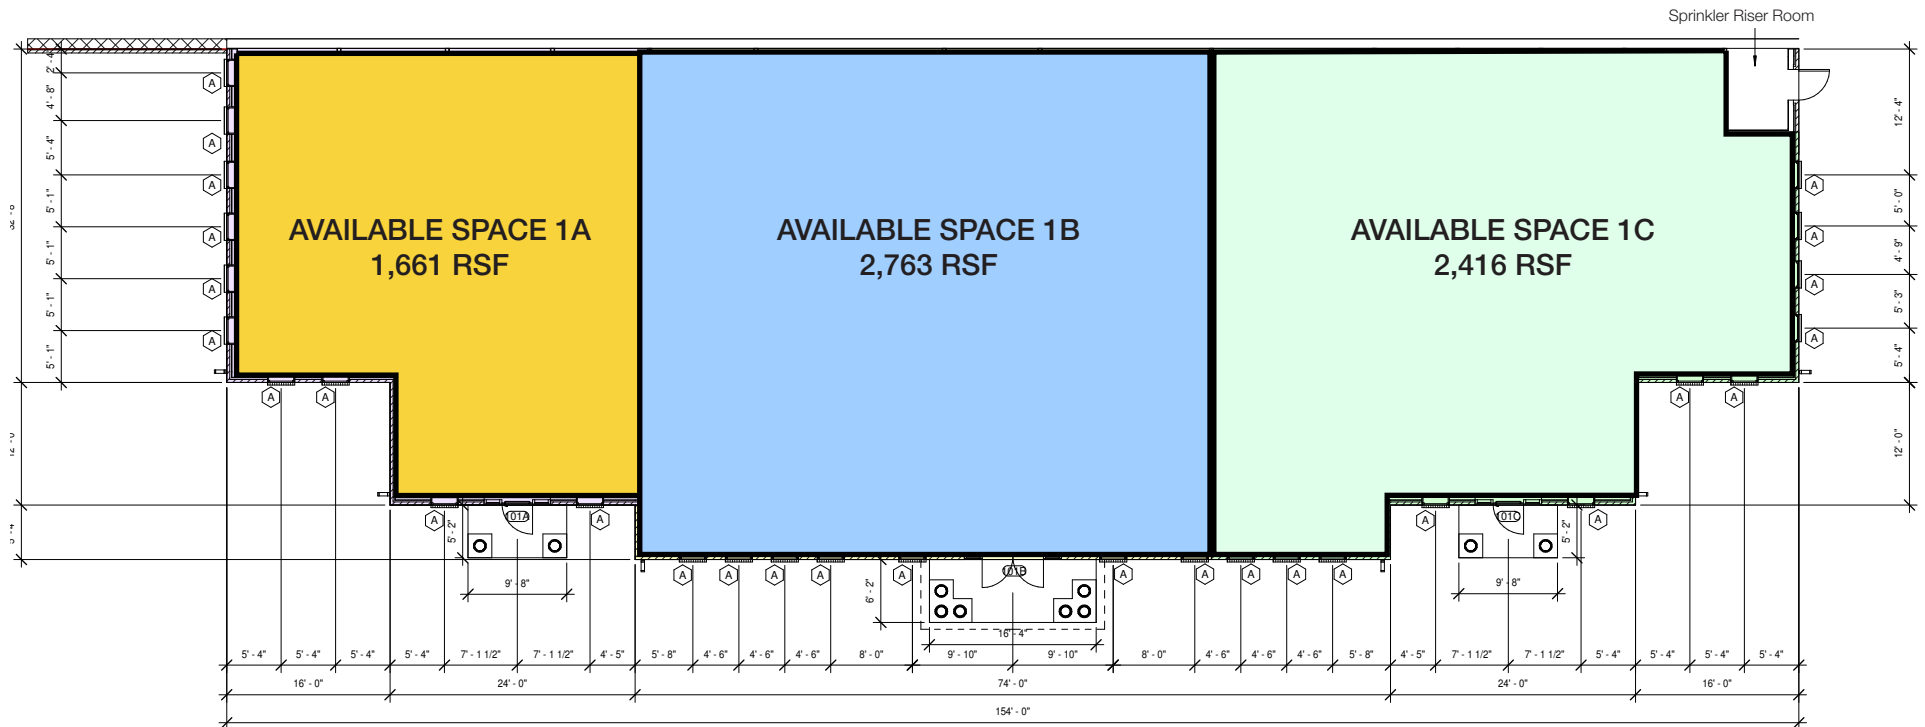 Sprinkler Riser Room
2' - 4"
4' - 8"
5' - 4"
5' - 1"
5' - 1"
5' - 1"
5' - 1"
A
A
A
A
A
A
AVAILABLE SPACE 1A
1,661 RSF
AVAILABLE SPACE 1B
2,763 RSF
AVAILABLE SPACE 1C
2,416 RSF
12' - 4"
5' - 0"
4' - 9"
5' - 3"
5' - 4"
12' - 0"
A
A
A
A
A
A
A
A
A
101A
A
5' - 2"
9' - 8"
A
A
A
A
A
101B
A
A
A
A
A
6' - 2"
16' - 4"
A
101C
A
5' - 2"
9' - 8"
5' - 4" 5' - 4" 5' - 4" 5' - 4" 7' - 1 1/2" 7' - 1 1/2" 4' - 5" 5' - 8" 4' - 6" 4' - 6" 4' - 6" 8' - 0" 9' - 10" 9' - 10" 8' - 0" 4' - 6" 4' - 6" 4' - 6" 5' - 8" 4' - 5" 7' - 1 1/2" 7' - 1 1/2" 5' - 4" 5' - 4" 5' - 4" 5' - 4"
16' - 0" 24' - 0" 74' - 0" 24' - 0" 16' - 0"
154' - 0"